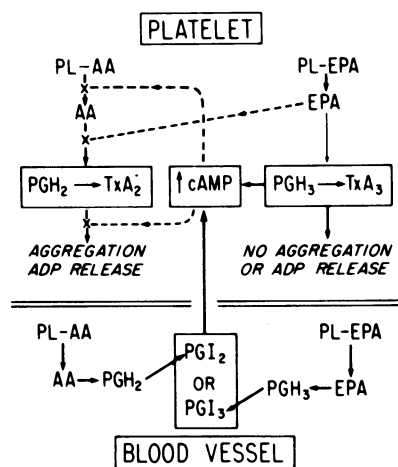 PLATELET
PL-AA
PL-EPA
x
AA
EPA
x
PGH₂ → TxA₂
↑ cAMP
PGH₃ → TxA₃
x
AGGREGATION
ADP RELEASE
NO AGGREGATION
OR ADP RELEASE
PL-AA
PL-EPA
PGI₂
AA → PGH₂
OR
PGH₃ ← EPA
PGI₃
BLOOD VESSEL